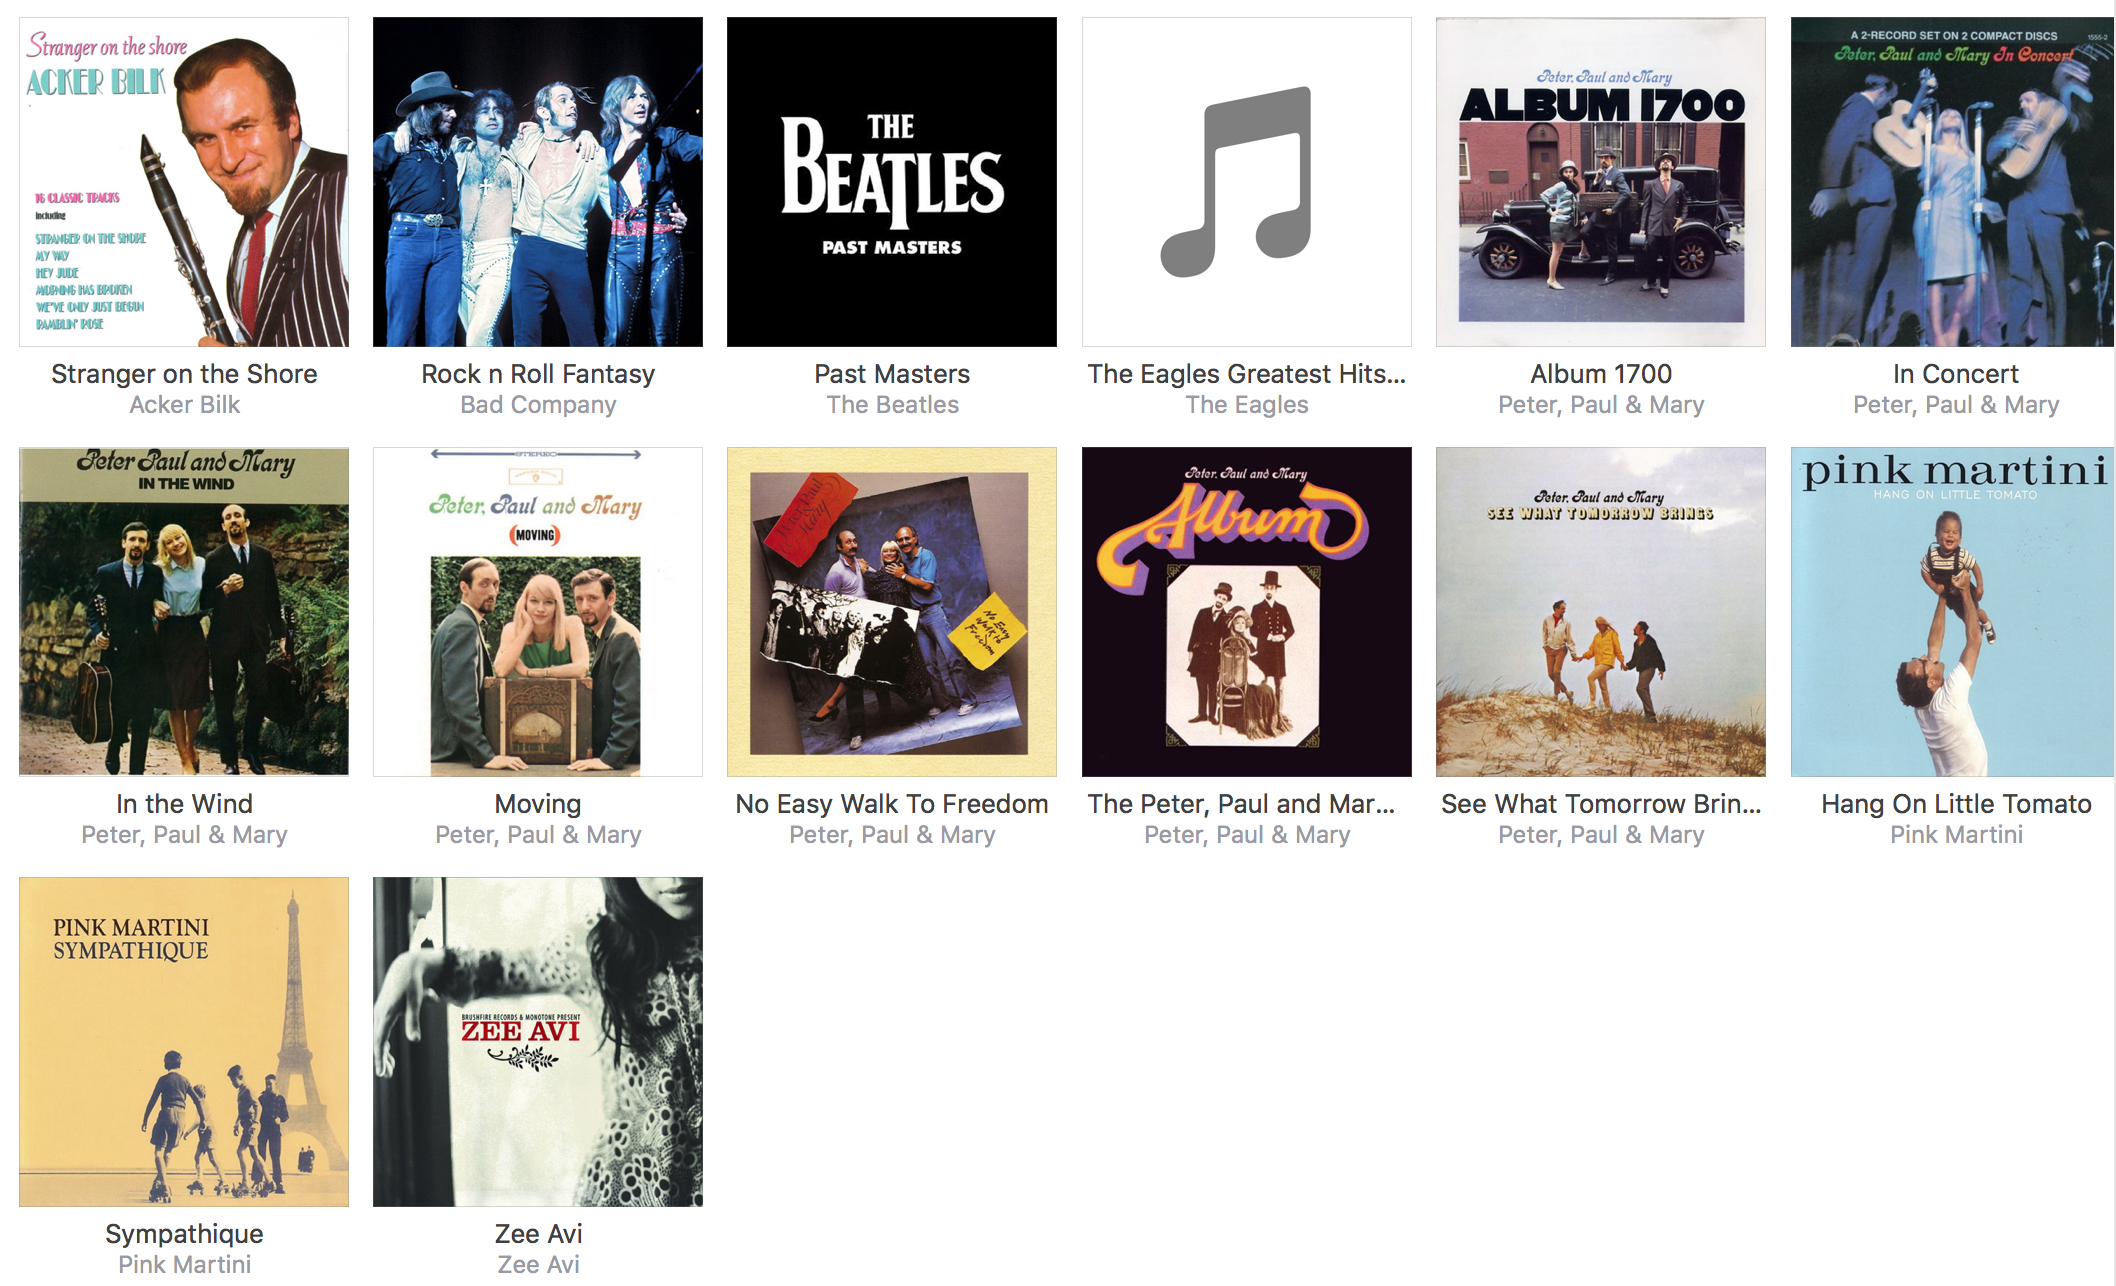 Stranger on the shore
ACKER BILK
16 CLASSIC TRACKS
including
STRANGER ON THE SHORE
MY WAY
HEY JUDE
MORNING HAS BROKEN
WE'VE ONLY JUST BEGUN
RAMBLIN' ROSE
Stranger on the Shore
Acker Bilk
Rock n Roll Fantasy
Bad Company
THE
BEATLES
PAST MASTERS
Past Masters
The Beatles
The Eagles Greatest Hits...
The Eagles
Peter, Paul and Mary
ALBUM 1700
Album 1700
Peter, Paul & Mary
A 2-RECORD SET ON 2 COMPACT DISCS
1555-2
Peter, Paul and Mary In Concert
In Concert
Peter, Paul & Mary
Peter Paul and Mary
IN THE WIND
In the Wind
Peter, Paul & Mary
STEREO
Peter, Paul and Mary
(MOVING)
Moving
Peter, Paul & Mary
Peter, Paul
& Mary
No Easy
Walk to
Freedom
No Easy Walk To Freedom
Peter, Paul & Mary
Peter, Paul and Mary
Album
The Peter, Paul and Mar...
Peter, Paul & Mary
Peter, Paul and Mary
SEE WHAT TOMORROW BRINGS
See What Tomorrow Brin...
Peter, Paul & Mary
pink martini
HANG ON LITTLE TOMATO
Hang On Little Tomato
Pink Martini
PINK MARTINI
SYMPATHIQUE
Sympathique
Pink Martini
BRUSHFIRE RECORDS & MONOTONE PRESENT
ZEE AVI
Zee Avi
Zee Avi